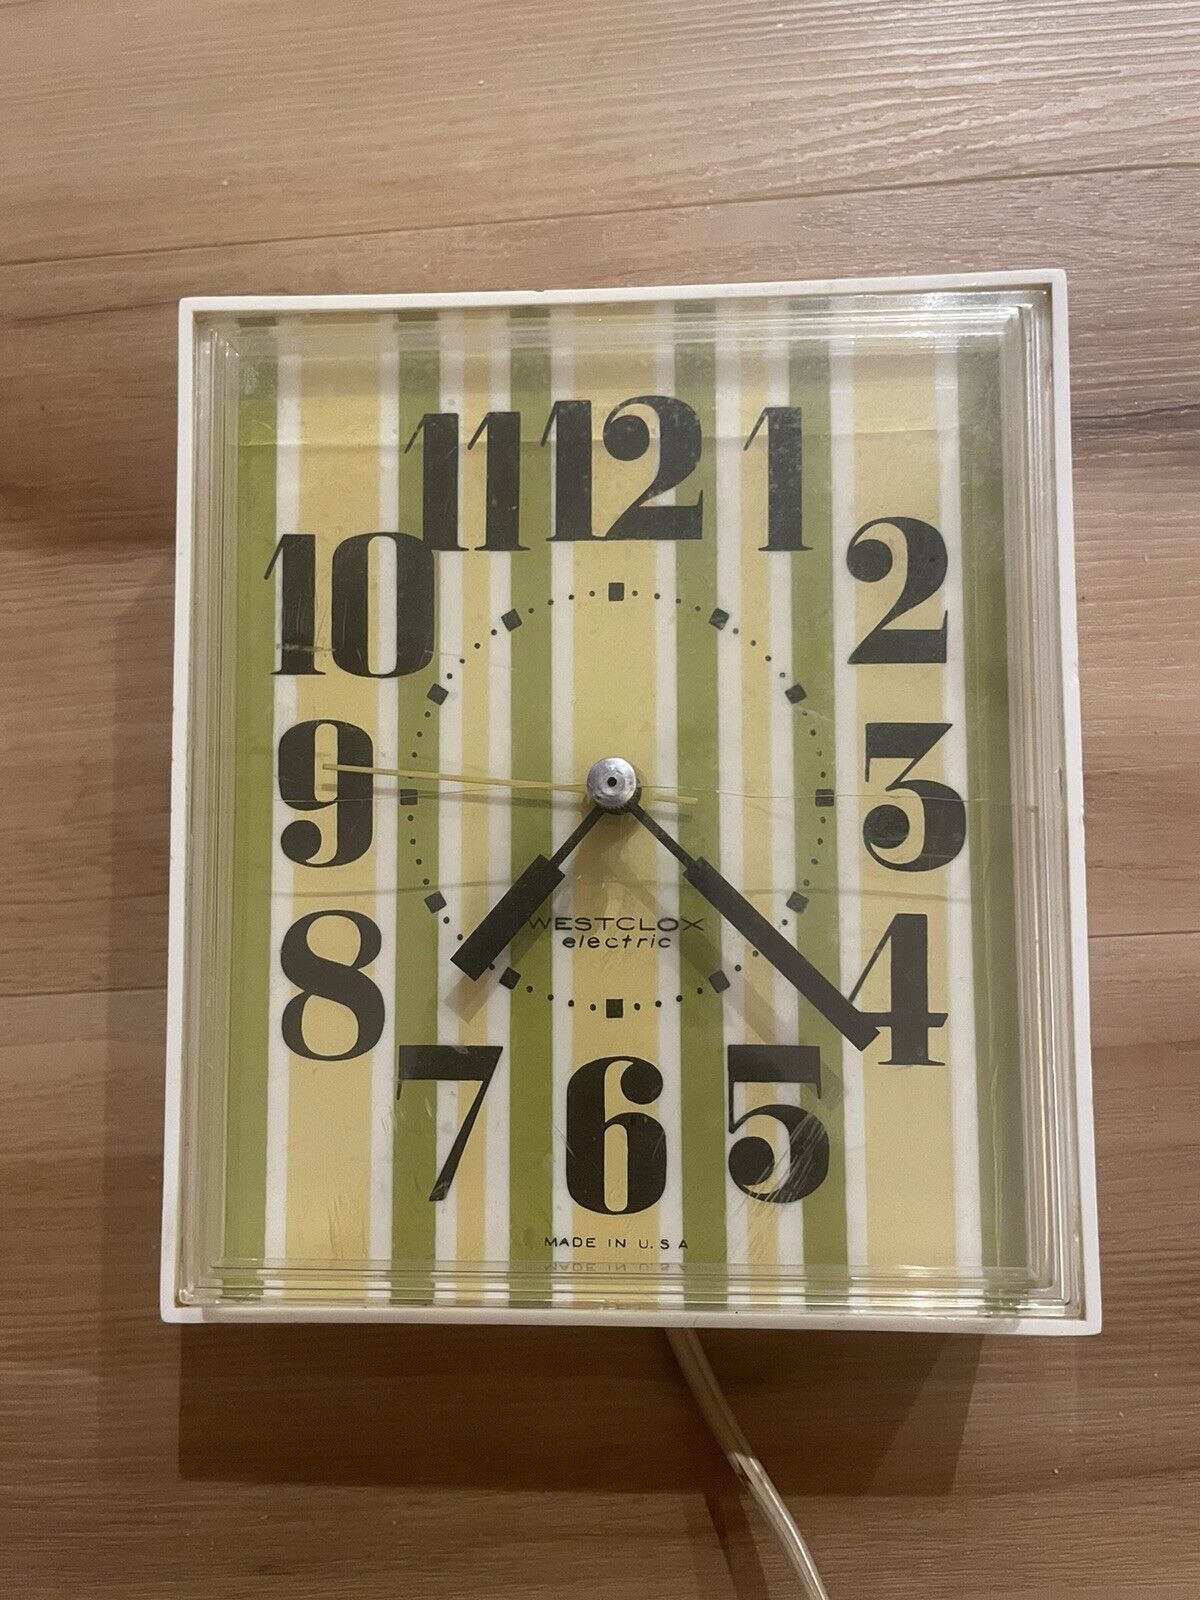 11 12 1
10 2
9 3
WESTCLOX
electric
8 4
7 6 5
MADE IN U.S A